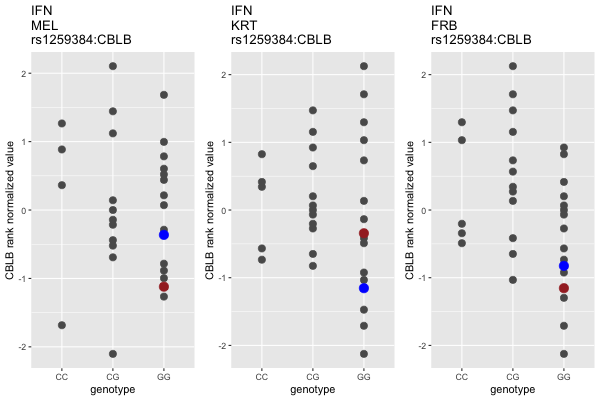 IFN
MEL
rs1259384:CBLB
CBLB rank normalized value
2
1
0
-1
-2
CC
CG
GG
genotype
IFN
KRT
rs1259384:CBLB
CBLB rank normalized value
2
1
0
-1
-2
CC
CG
GG
genotype
IFN
FRB
rs1259384:CBLB
CBLB rank normalized value
2
1
0
-1
-2
CC
CG
GG
genotype